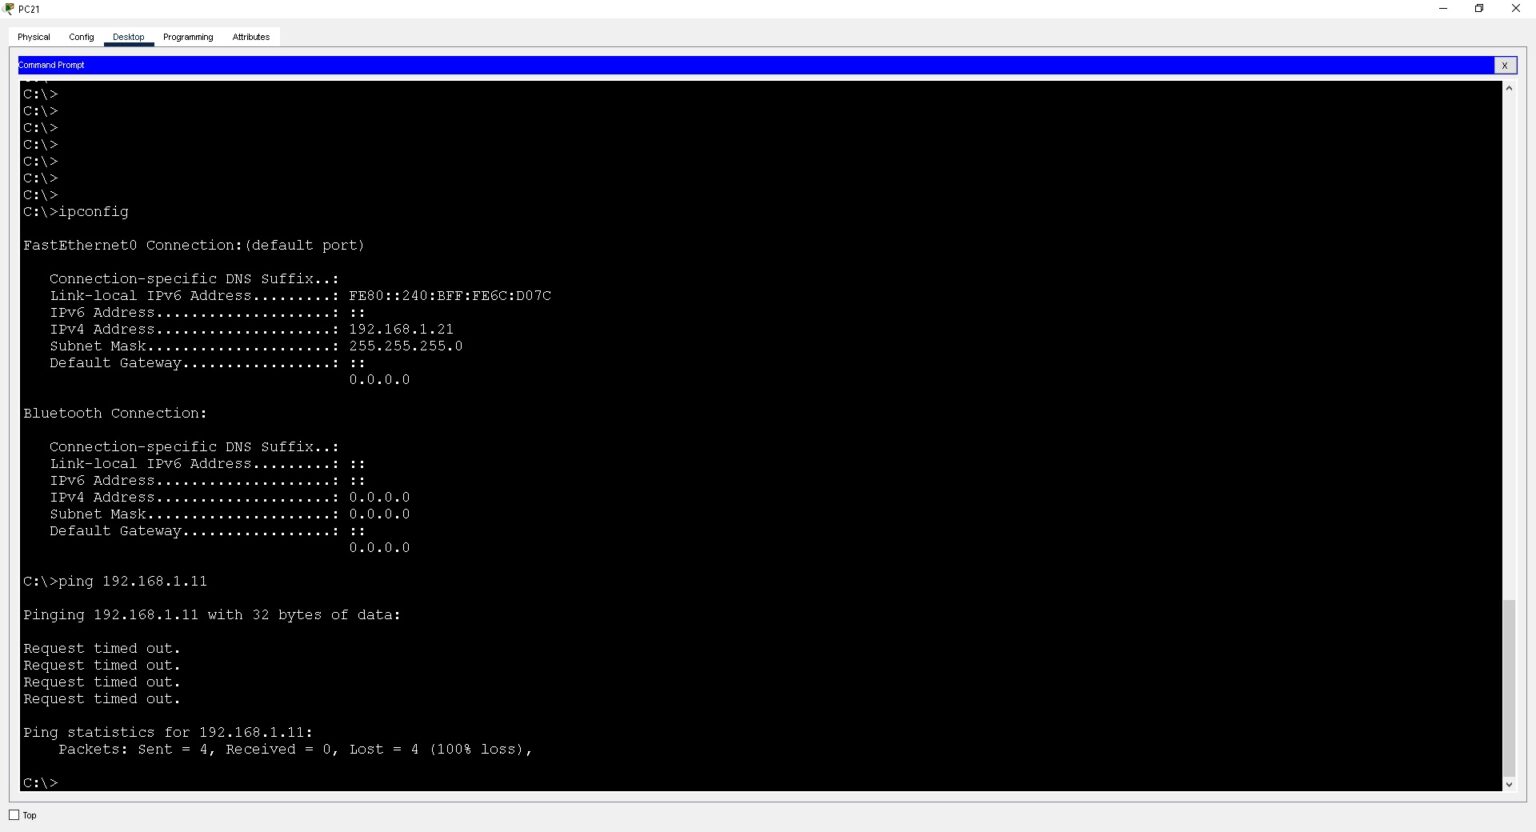 PC21
Physical Config Desktop Programming Attributes
Command Prompt
X
C:\>
C:\>
C:\>
C:\>
C:\>
C:\>
C:\>
C:\>ipconfig
FastEthernet0 Connection:(default port)
Connection-specific DNS Suffix..:
Link-local IPv6 Address.........: FE80::240:BFF:FE6C:D07C
IPv6 Address....................: ::
IPv4 Address....................: 192.168.1.21
Subnet Mask.....................: 255.255.255.0
Default Gateway.................: ::
0.0.0.0
Bluetooth Connection:
Connection-specific DNS Suffix..:
Link-local IPv6 Address.........: ::
IPv6 Address....................: ::
IPv4 Address....................: 0.0.0.0
Subnet Mask.....................: 0.0.0.0
Default Gateway.................: ::
0.0.0.0
C:\>ping 192.168.1.11
Pinging 192.168.1.11 with 32 bytes of data:
Request timed out.
Request timed out.
Request timed out.
Request timed out.
Ping statistics for 192.168.1.11:
Packets: Sent = 4, Received = 0, Lost = 4 (100% loss),
C:\>
Top